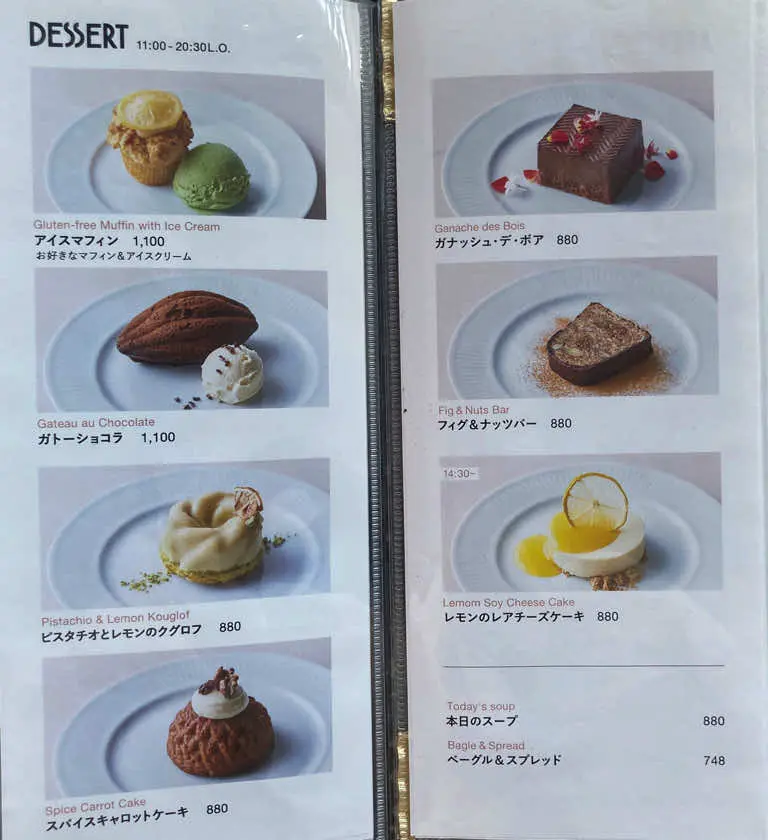 DESSERT 11:00-20:30L.O.
Gluten-free Muffin with Ice Cream
アイスマフィン 1,100
お好きなマフィン&アイスクリーム
Gateau au Chocolate
ガトーショコラ 1,100
Pistachio & Lemon Kouglof
ピスタチオとレモンのクグロフ 880
Spice Carrot Cake
スパイスキャロットケーキ 880
Ganache des Bois
ガナッシュ・デ・ボア 880
Fig & Nuts Bar
フィグ&ナッツバー 880
14:30~
Lemom Soy Cheese Cake
レモンのレアチーズケーキ 880
Today's soup
本日のスープ 880
Bagle & Spread
ベーグル&スプレッド 748